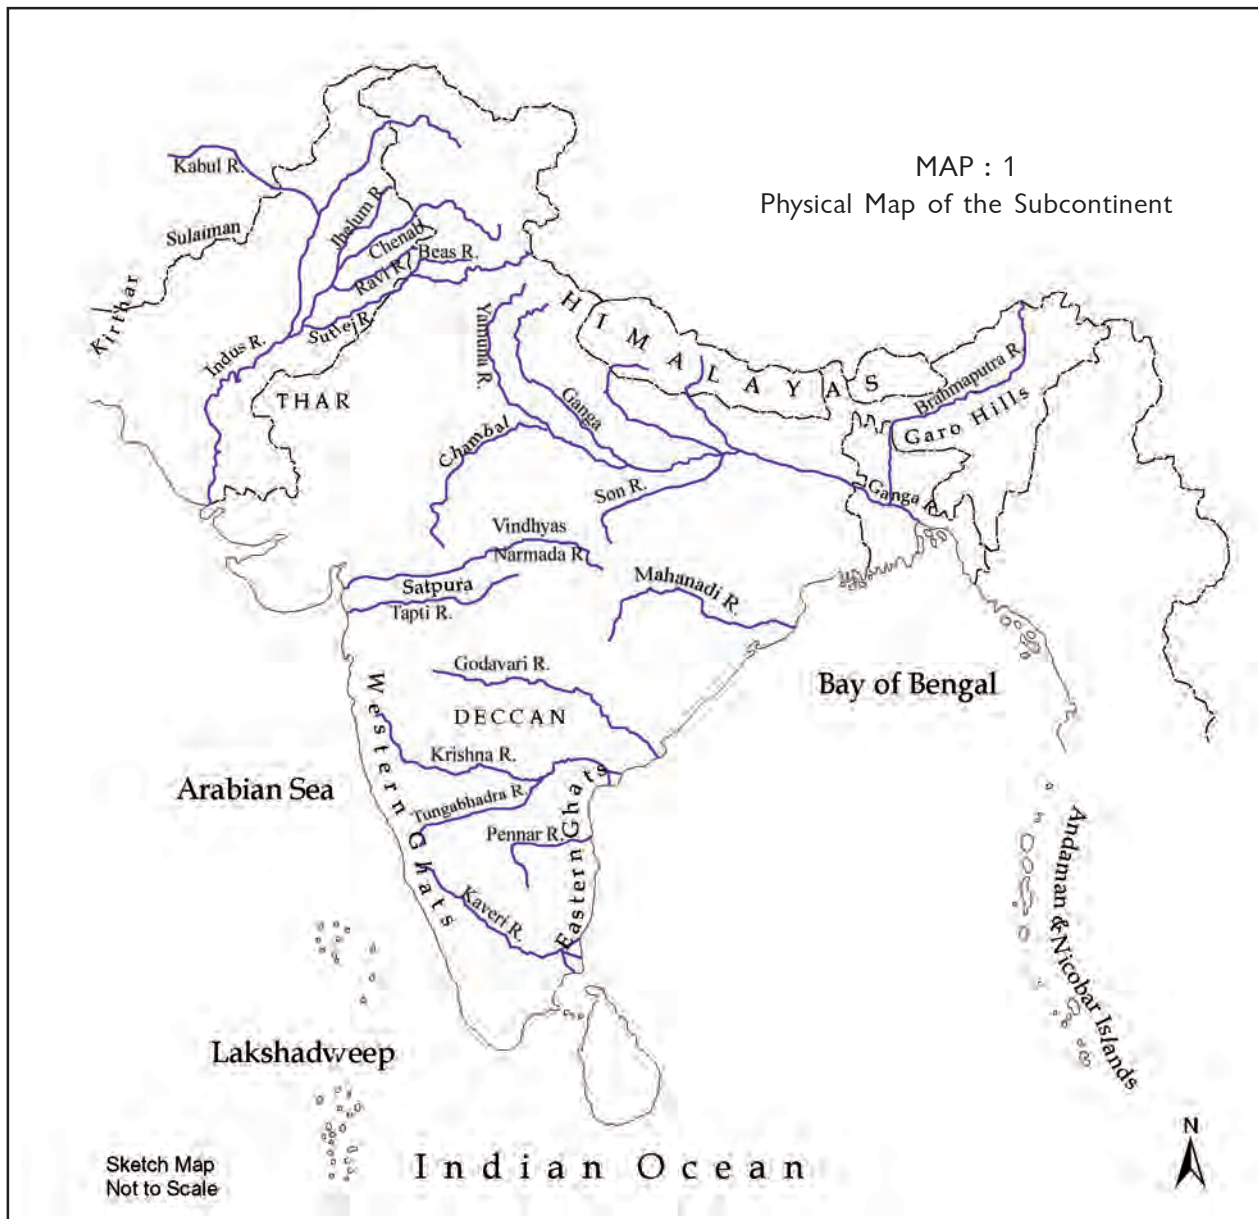 MAP : 1
Physical Map of the Subcontinent
Kabul R.
Sulaiman
Kirthar
Jhelum R.
Chenab
Ravi R.
Beas R.
Sutlej R.
Indus R.
THAR
HIMALAYAS
Yamuna R.
Ganga
Chambal
Brahmaputra R.
Garo Hills
Son R.
Ganga R.
Vindhyas
Narmada R.
Satpura
Tapti R.
Mahanadi R.
Godavari R.
DECCAN
Bay of Bengal
Western Ghats
Krishna R.
Arabian Sea
Tungabhadra R.
Pennar R.
Eastern Ghats
Kaveri R.
Andaman & Nicobar Islands
Lakshadweep
Indian Ocean
N
Sketch Map
Not to Scale